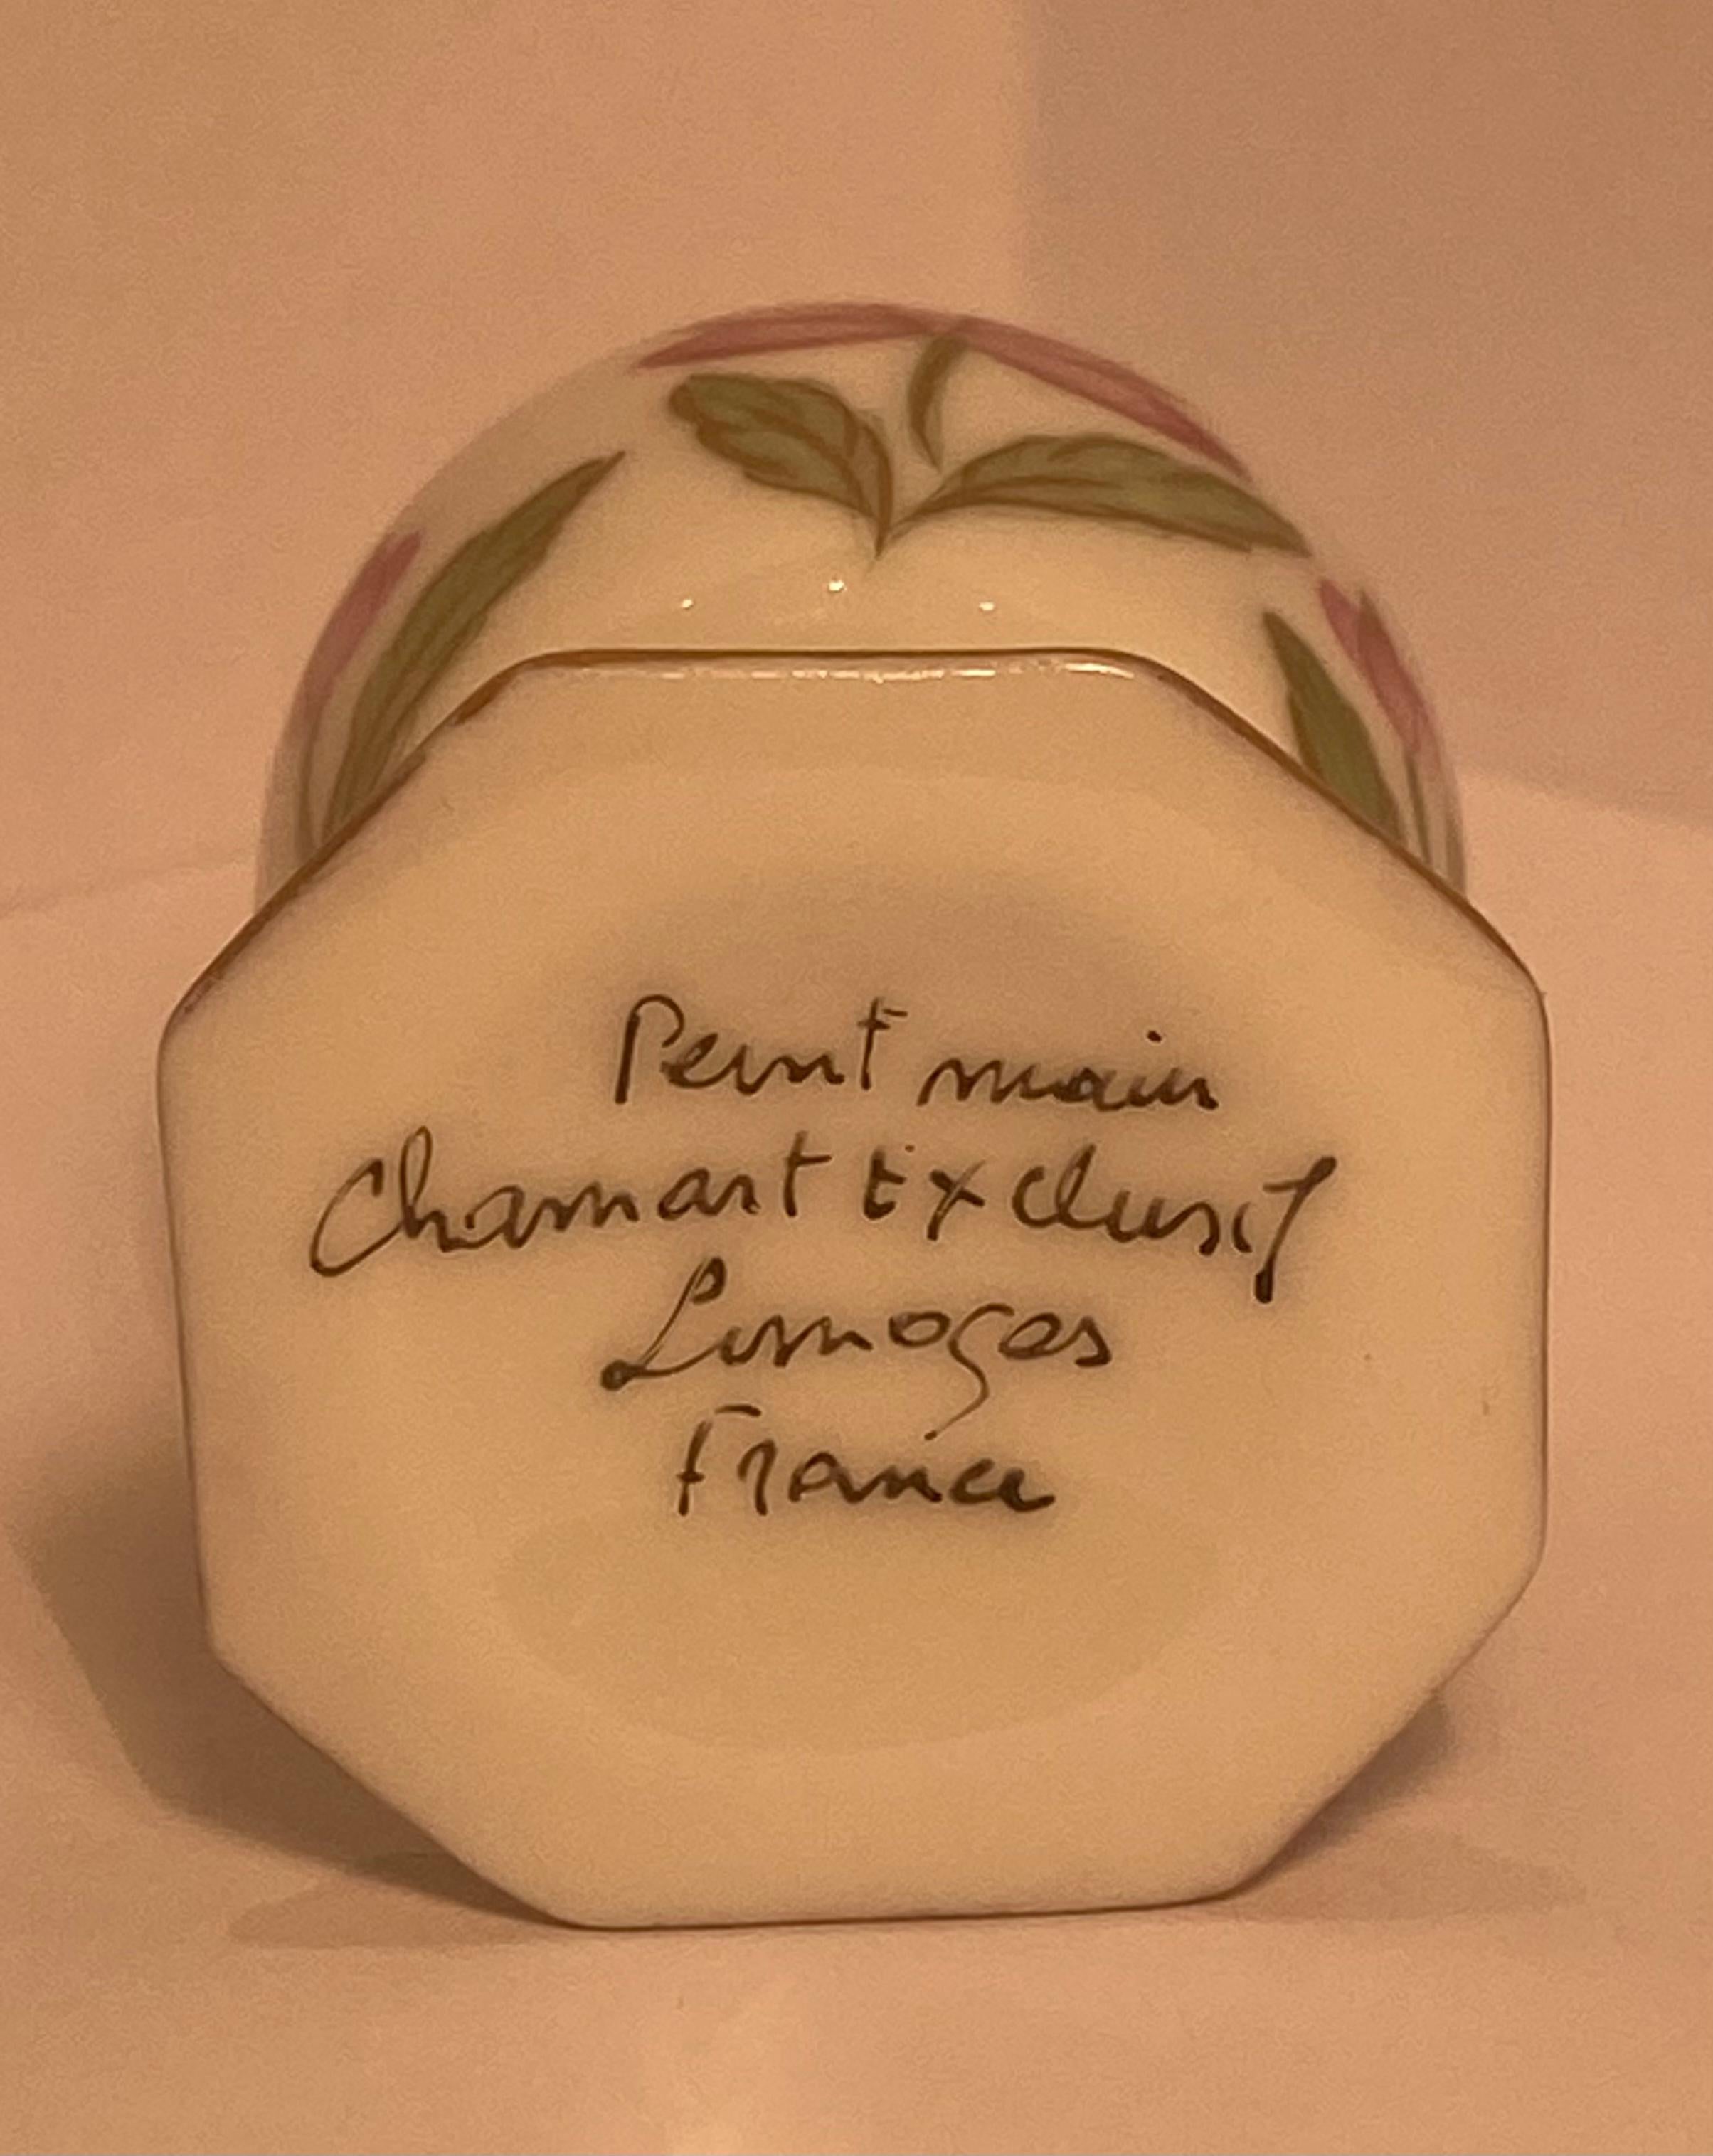 Peint main
Chamart Exclusif
Limoges
France